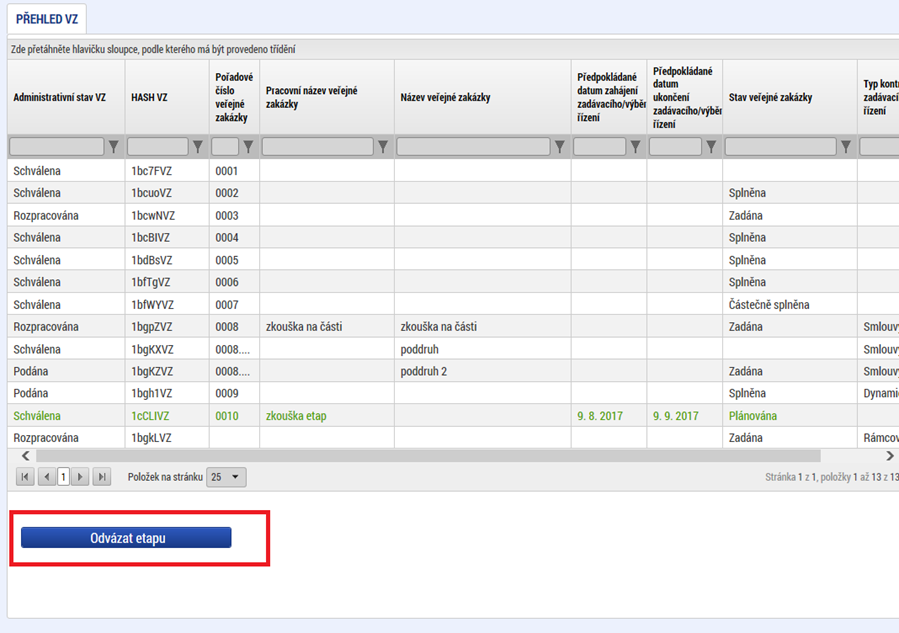 PŘEHLED VZ
Zde přetáhněte hlavičku sloupce, podle kterého má být provedeno třídění
Administrativní stav VZ HASH VZ Pořadové číslo veřejné zakázky Pracovní název veřejné zakázky Název veřejné zakázky Předpokládané datum zahájení zadávacího/výběr řízení Předpokládané datum ukončení zadávacího/výběr řízení Stav veřejné zakázky Typ kont zadávací řízení
Schválena 1bc7FVZ 0001
Schválena 1bcuoVZ 0002 Splněna
Rozpracována 1bcwNVZ 0003 Zadána
Schválena 1bcBIVZ 0004 Splněna
Schválena 1bdBsVZ 0005 Splněna
Schválena 1bfTgVZ 0006 Splněna
Schválena 1bfWYVZ 0007 Částečně splněna
Rozpracována 1bgpZVZ 0008 zkouška na části zkouška na části Zadána Smlouvy
Schválena 1bgKXVZ 0008.... poddruh Smlouvy
Podána 1bgKZVZ 0008.... poddruh 2 Zadána Smlouvy
Podána 1bgh1VZ 0009 Splněna Dynami
Schválena 1cCLIVZ 0010 zkouška etap 9. 8. 2017 9. 9. 2017 Plánována
Rozpracována 1bgkLVZ Zadána Rámcov
1 Položek na stránku 25 Stránka 1 z 1, položky 1 až 13 z 13
Odvázat etapu